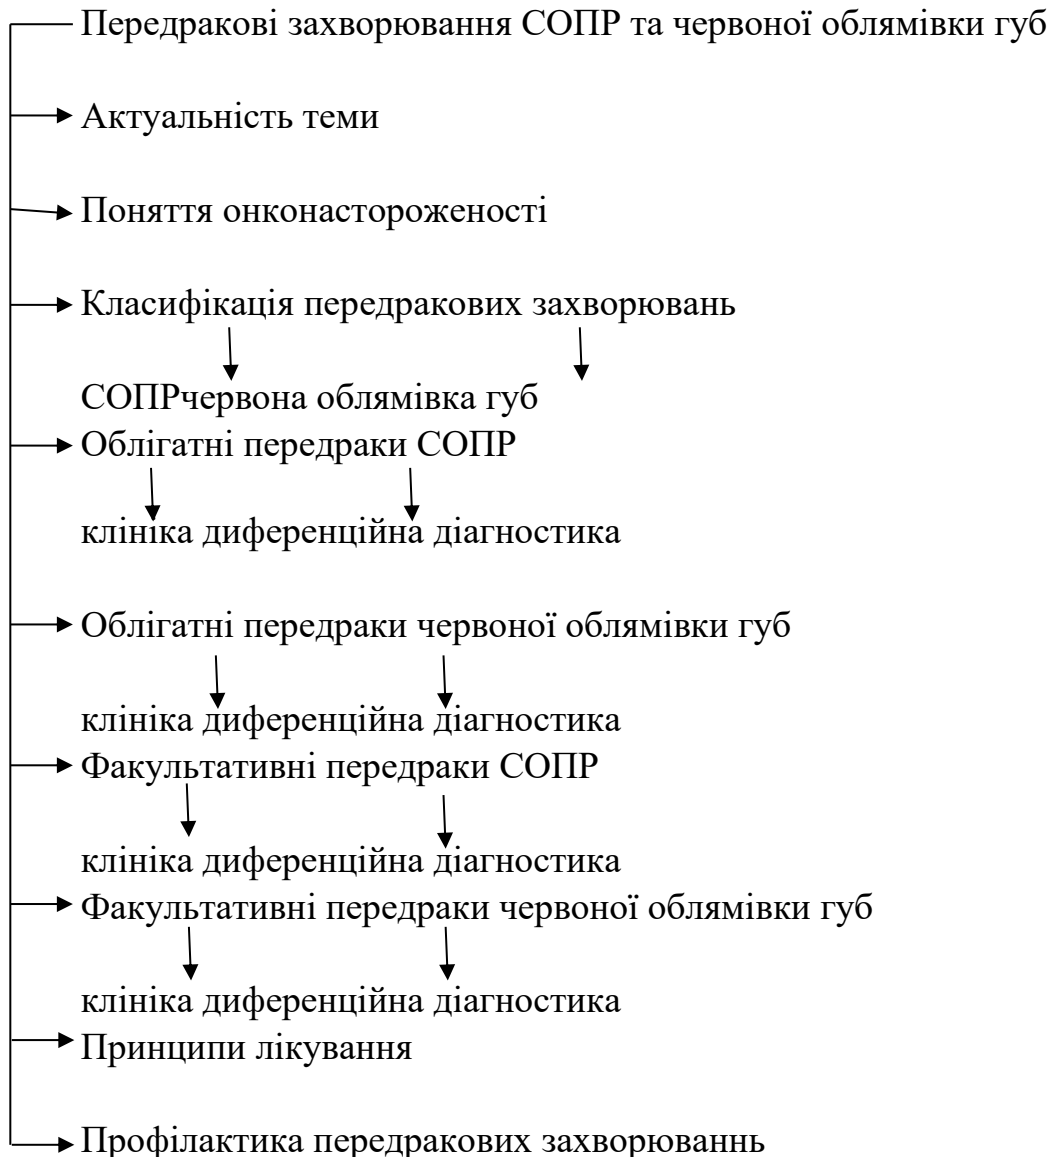 Передракові захворювання СОПР та червоної облямівки губ
Актуальність теми
Поняття онконастороженості
Класифікація передракових захворювань
СОПРчервона облямівка губ
Облігатні передраки СОПР
клініка диференційна діагностика
Облігатні передраки червоної облямівки губ
клініка диференційна діагностика
Факультативні передраки СОПР
клініка диференційна діагностика
Факультативні передраки червоної облямівки губ
клініка диференційна діагностика
Принципи лікування
Профілактика передракових захворюваннь